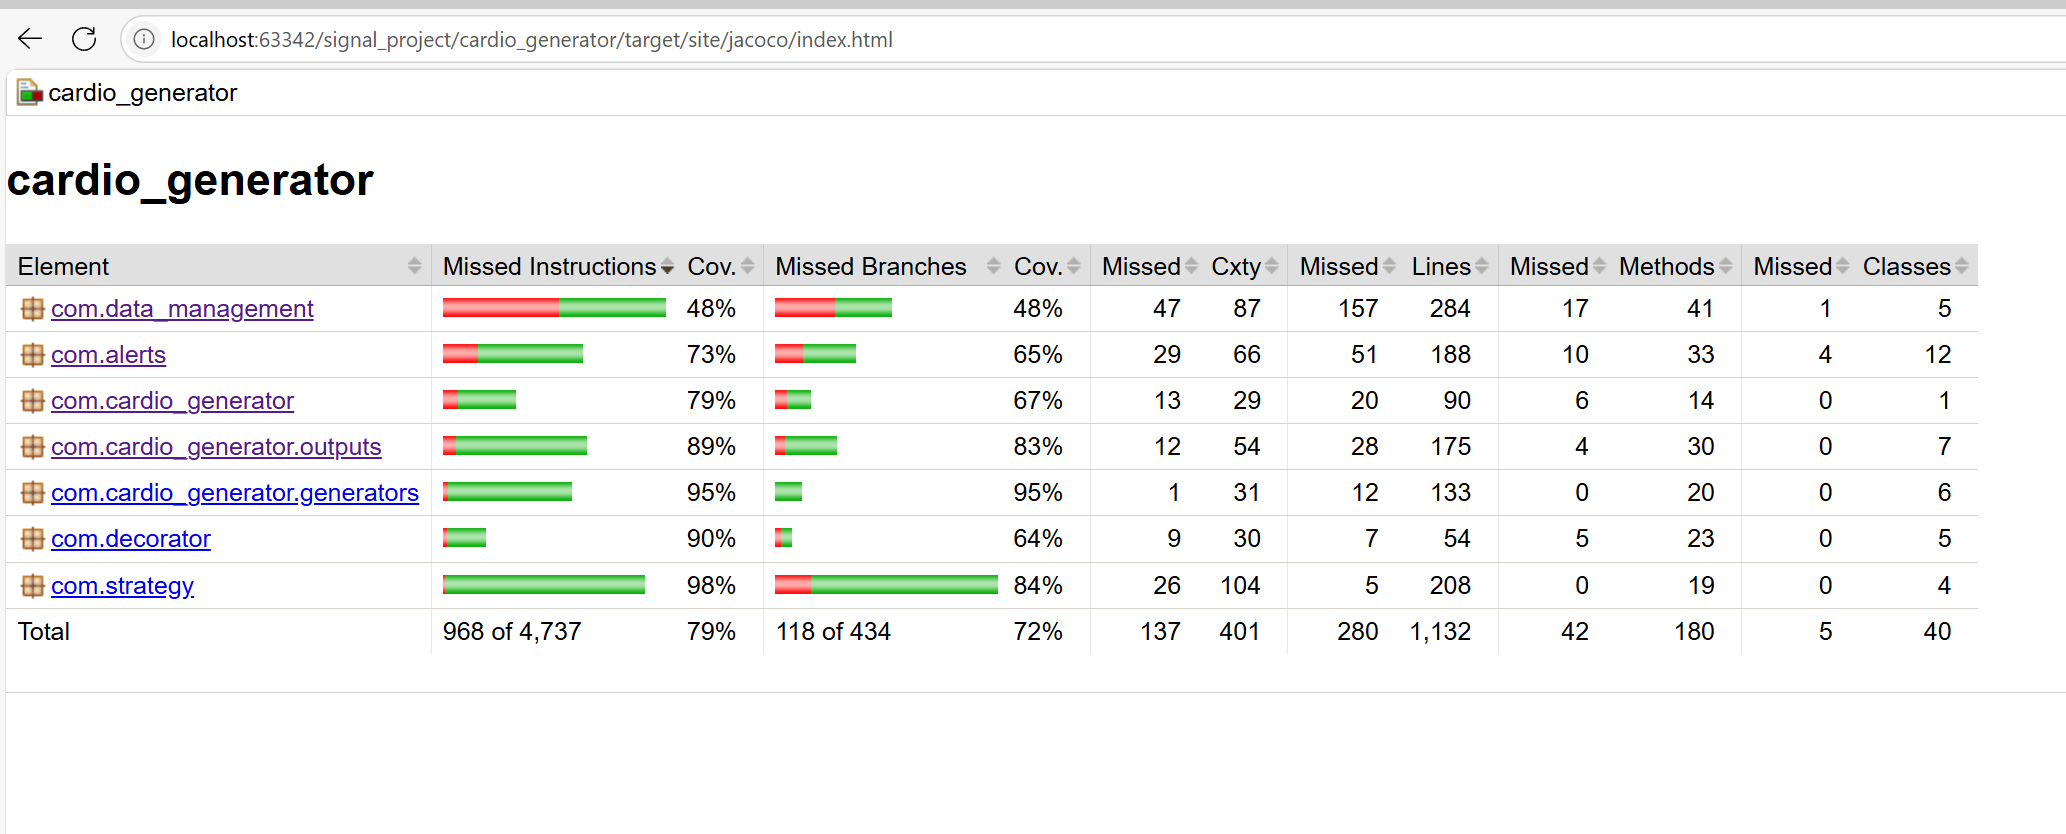 localhost:63342/signal_project/cardio_generator/target/site/jacoco/index.html
cardio_generator
cardio_generator
Element Missed Instructions Cov. Missed Branches Cov. Missed Cxty Missed Lines Missed Methods Missed Classes
com.data_management 48% 48% 47 87 157 284 17 41 1 5
com.alerts 73% 65% 29 66 51 188 10 33 4 12
com.cardio_generator 79% 67% 13 29 20 90 6 14 0 1
com.cardio_generator.outputs 89% 83% 12 54 28 175 4 30 0 7
com.cardio_generator.generators 95% 95% 1 31 12 133 0 20 0 6
com.decorator 90% 64% 9 30 7 54 5 23 0 5
com.strategy 98% 84% 26 104 5 208 0 19 0 4
Total 968 of 4,737 79% 118 of 434 72% 137 401 280 1,132 42 180 5 40